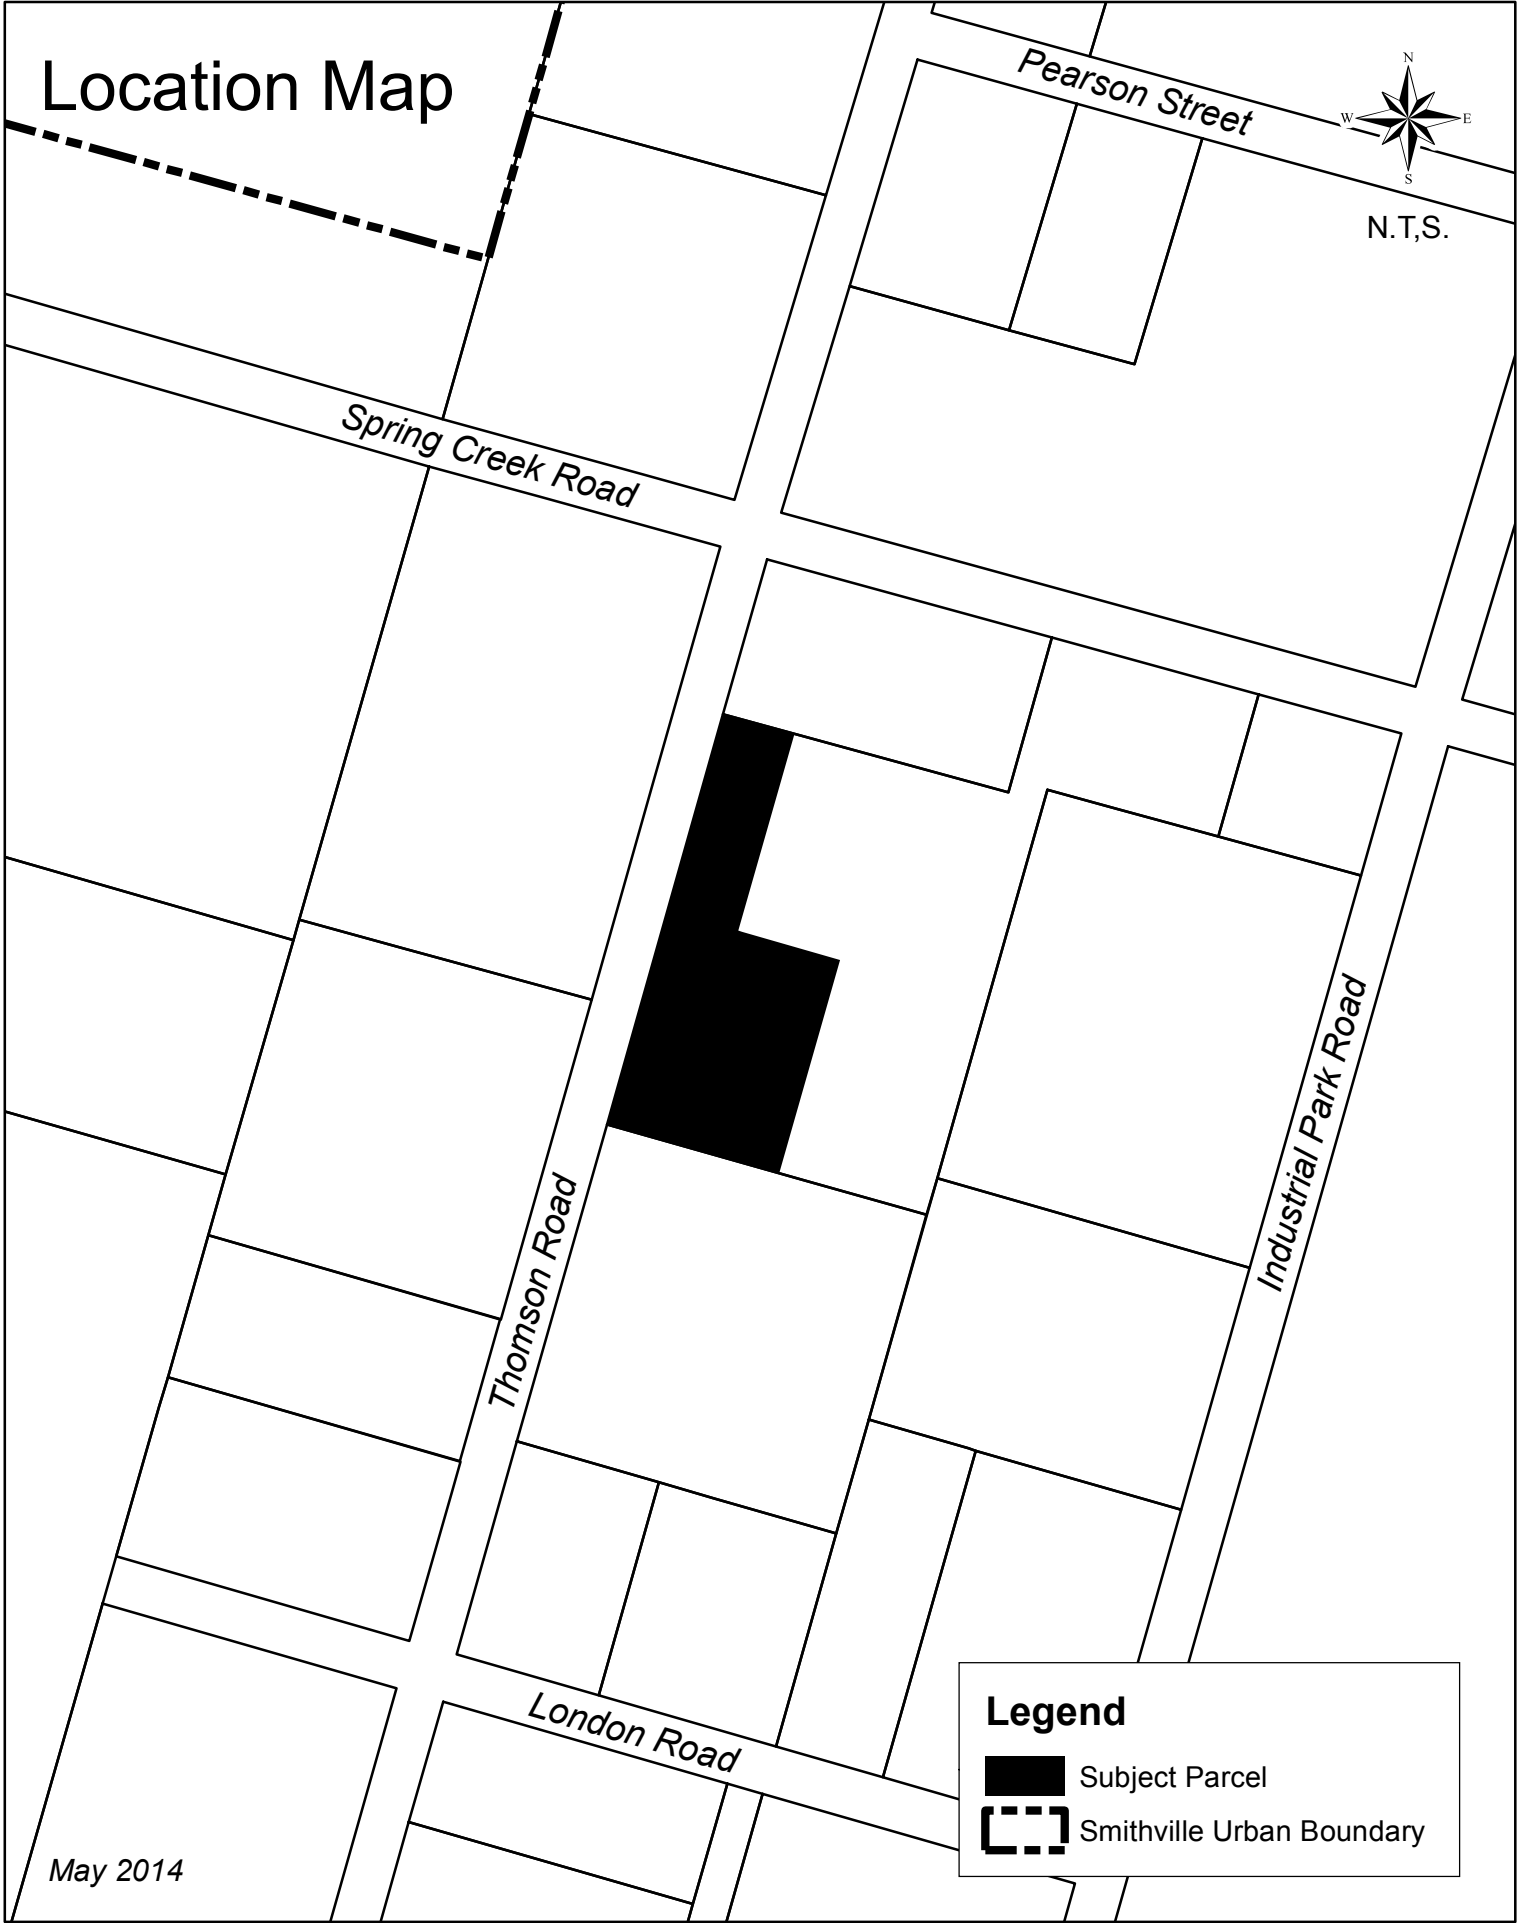 Location Map
Pearson Street
N
W
E
S
N.T,S.
Spring Creek Road
Industrial Park Road
Thomson Road
London Road
Legend
Subject Parcel
Smithville Urban Boundary
May 2014